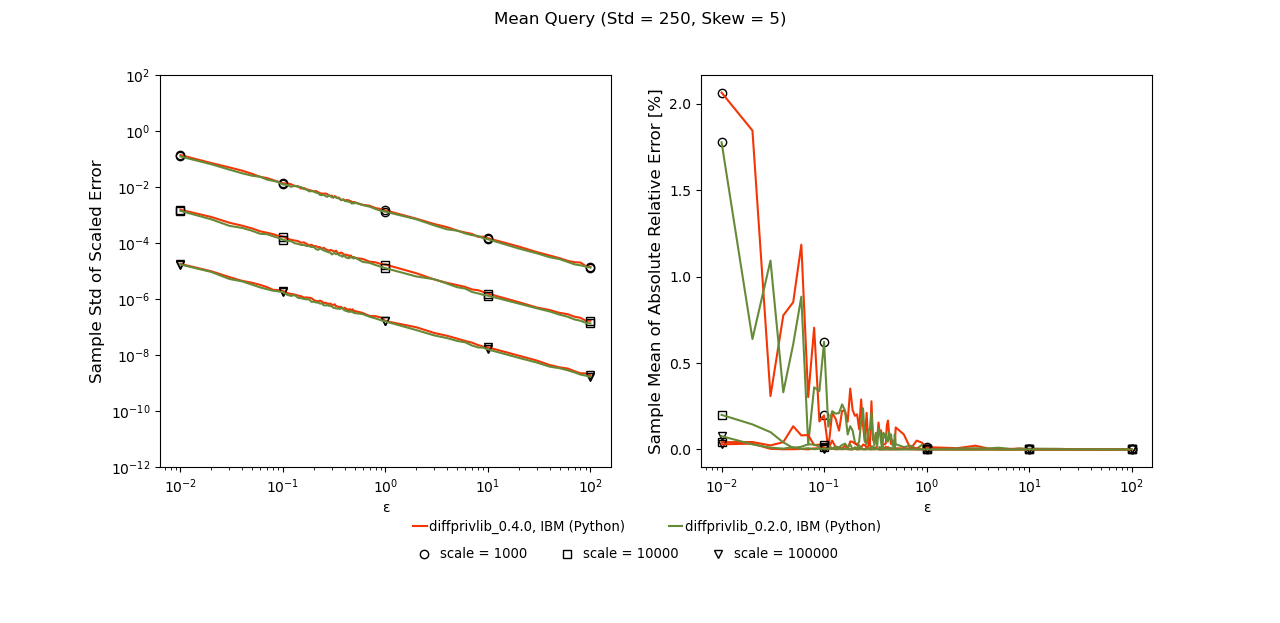 Mean Query (Std = 250, Skew = 5)
Sample Std of Scaled Error
10²
10⁰
10⁻²
10⁻⁴
10⁻⁶
10⁻⁸
10⁻¹⁰
10⁻¹²
10⁻² 10⁻¹ 10⁰ 10¹ 10²
ε
Sample Mean of Absolute Relative Error [%]
2.0
1.5
1.0
0.5
0.0
10⁻² 10⁻¹ 10⁰ 10¹ 10²
ε
diffprivlib_0.4.0, IBM (Python) diffprivlib_0.2.0, IBM (Python)
scale = 1000 scale = 10000 scale = 100000